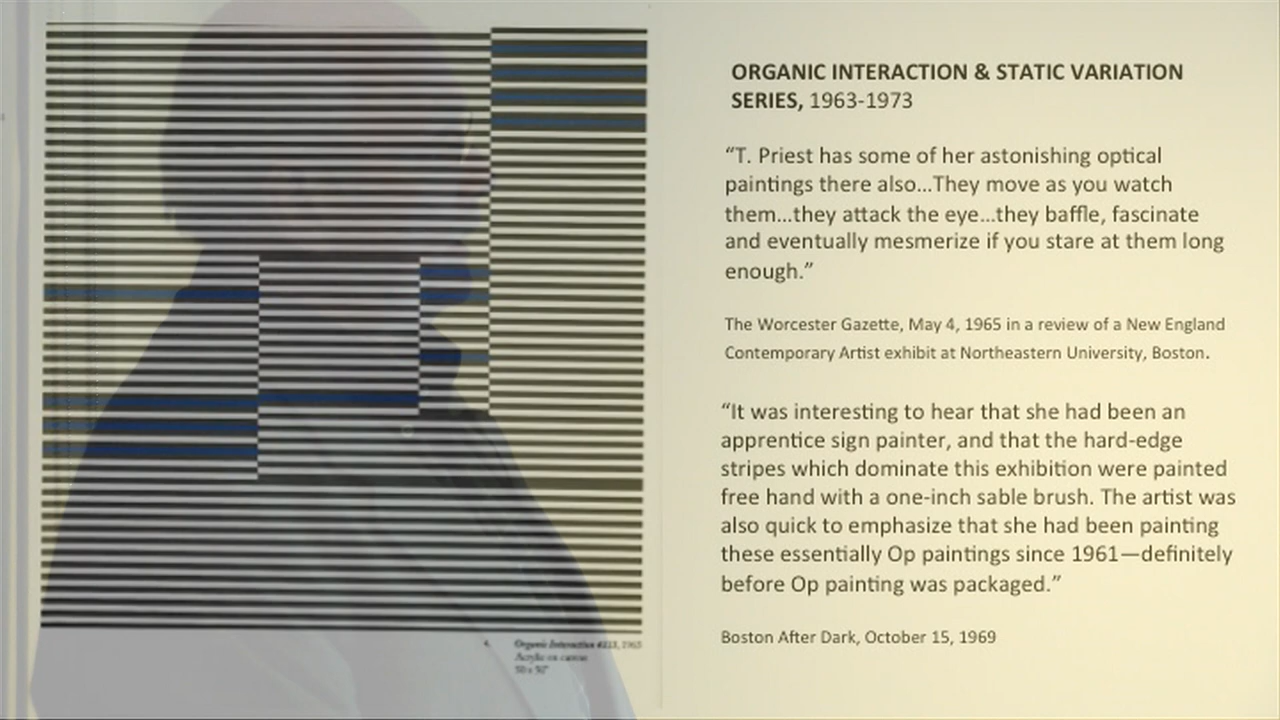 ORGANIC INTERACTION & STATIC VARIATION
SERIES, 1963-1973
“T. Priest has some of her astonishing optical
paintings there also...They move as you watch
them...they attack the eye...they baffle, fascinate
and eventually mesmerize if you stare at them long
enough.”
The Worcester Gazette, May 4, 1965 in a review of a New England
Contemporary Artist exhibit at Northeastern University, Boston.
“It was interesting to hear that she had been an
apprentice sign painter, and that the hard-edge
stripes which dominate this exhibition were painted
free hand with a one-inch sable brush. The artist was
also quick to emphasize that she had been painting
these essentially Op paintings since 1961—definitely
before Op painting was packaged.”
Boston After Dark, October 15, 1969
4.
Organic Interaction
Acrylic on canvas
50 x 50"